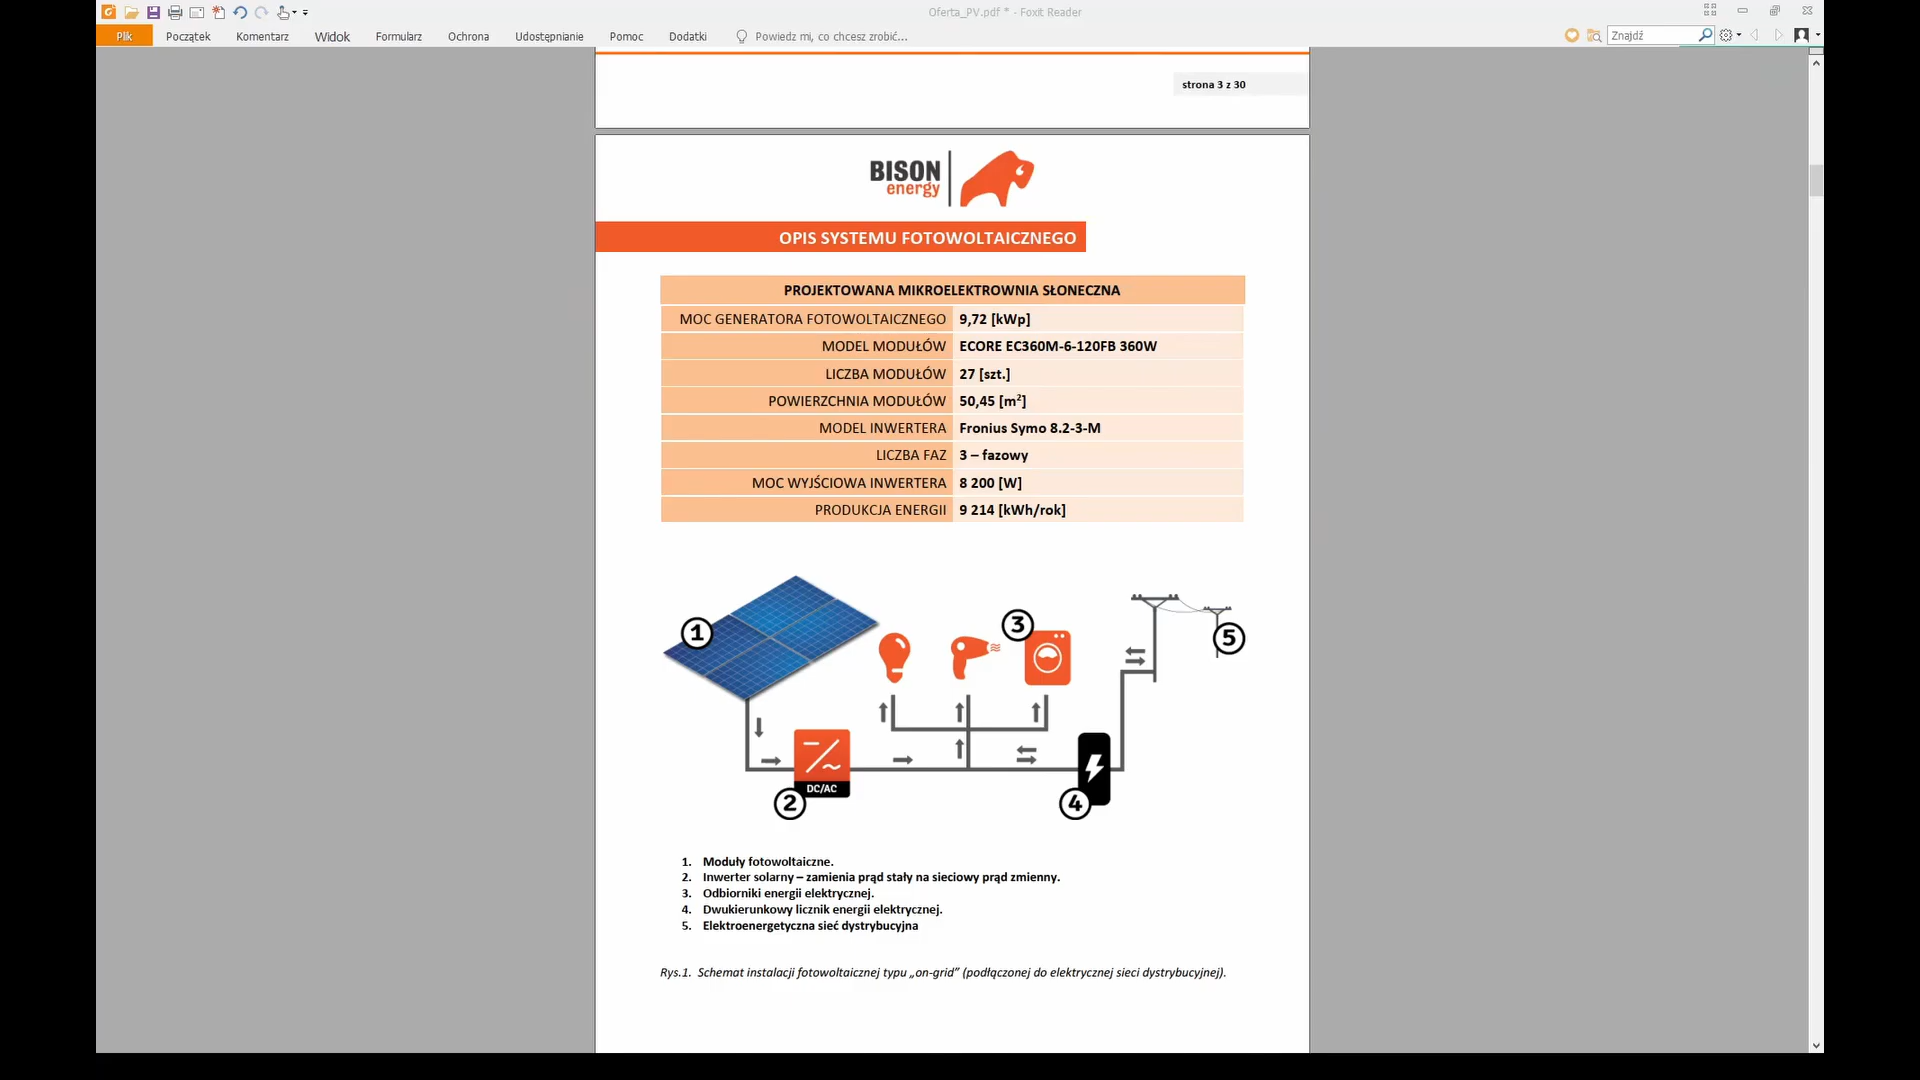 Oferta_PV.pdf * - Foxit Reader
Plik Początek Komentarz Widok Formularz Ochrona Udostępnianie Pomoc Dodatki Powiedz mi, co chcesz zrobić... Znajdź
strona 3 z 30
BISON
energy
OPIS SYSTEMU FOTOWOLTAICZNEGO
PROJEKTOWANA MIKROELEKTROWNIA SŁONECZNA
MOC GENERATORA FOTOWOLTAICZNEGO 9,72 [kWp]
MODEL MODUŁÓW ECORE EC360M-6-120FB 360W
LICZBA MODUŁÓW 27 [szt.]
POWIERZCHNIA MODUŁÓW 50,45 [m²]
MODEL INWERTERA Fronius Symo 8.2-3-M
LICZBA FAZ 3 – fazowy
MOC WYJŚCIOWA INWERTERA 8 200 [W]
PRODUKCJA ENERGII 9 214 [kWh/rok]
1
3
5
DC/AC
2
4
1. Moduły fotowoltaiczne.
2. Inwerter solarny – zamienia prąd stały na sieciowy prąd zmienny.
3. Odbiorniki energii elektrycznej.
4. Dwukierunkowy licznik energii elektrycznej.
5. Elektroenergetyczna sieć dystrybucyjna
Rys.1. Schemat instalacji fotowoltaicznej typu „on-grid” (podłączonej do elektrycznej sieci dystrybucyjnej).